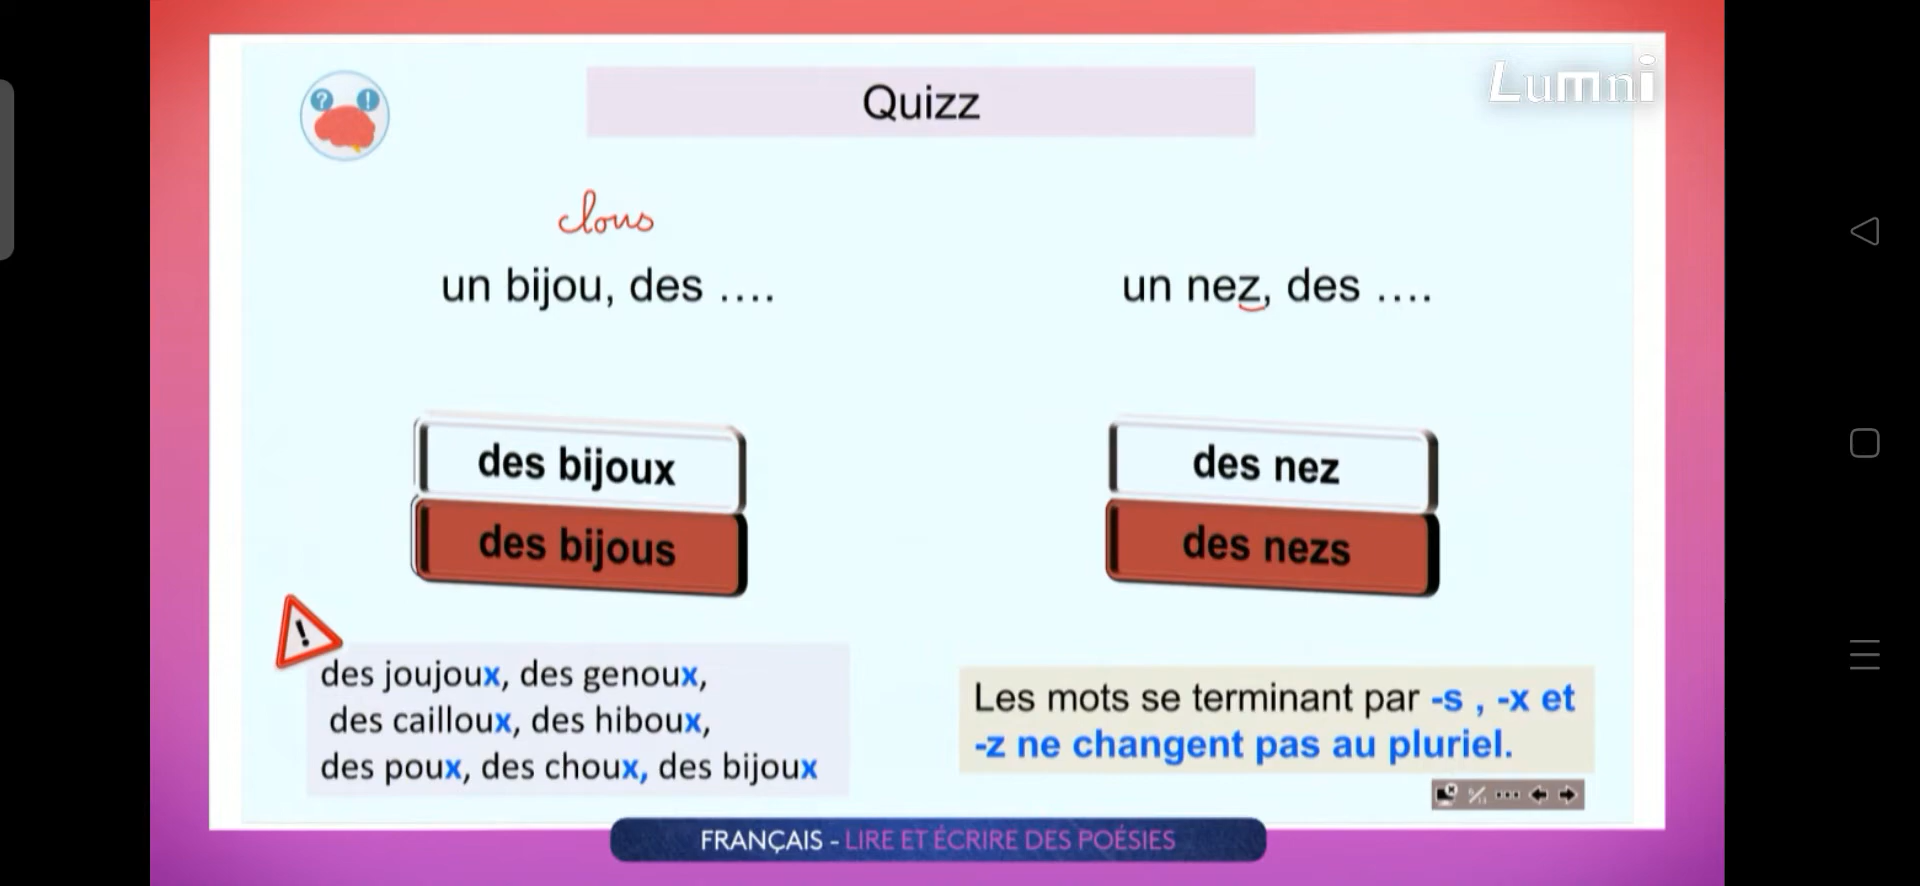 Lumni
Quizz
clous
un bijou, des ....
un nez, des ....
des bijoux
des bijous
des nez
des nezs
des joujoux, des genoux,
des cailloux, des hiboux,
des poux, des choux, des bijoux
Les mots se terminant par -s , -x et
-z ne changent pas au pluriel.
FRANÇAIS - LIRE ET ÉCRIRE DES POÉSIES